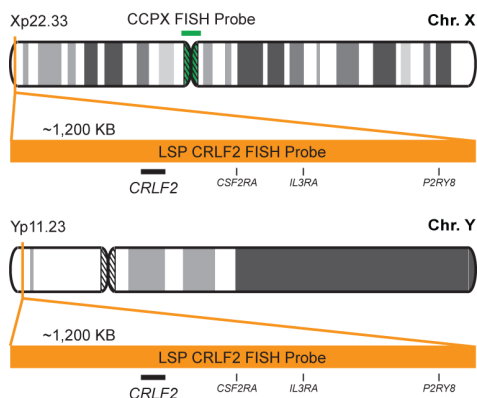 CCPX FISH Probe
Xp22.33 Chr. X
~1,200 KB
LSP CRLF2 FISH Probe
CRLF2 CSF2RA IL3RA P2RY8
Yp11.23 Chr. Y
~1,200 KB
LSP CRLF2 FISH Probe
CRLF2 CSF2RA IL3RA P2RY8